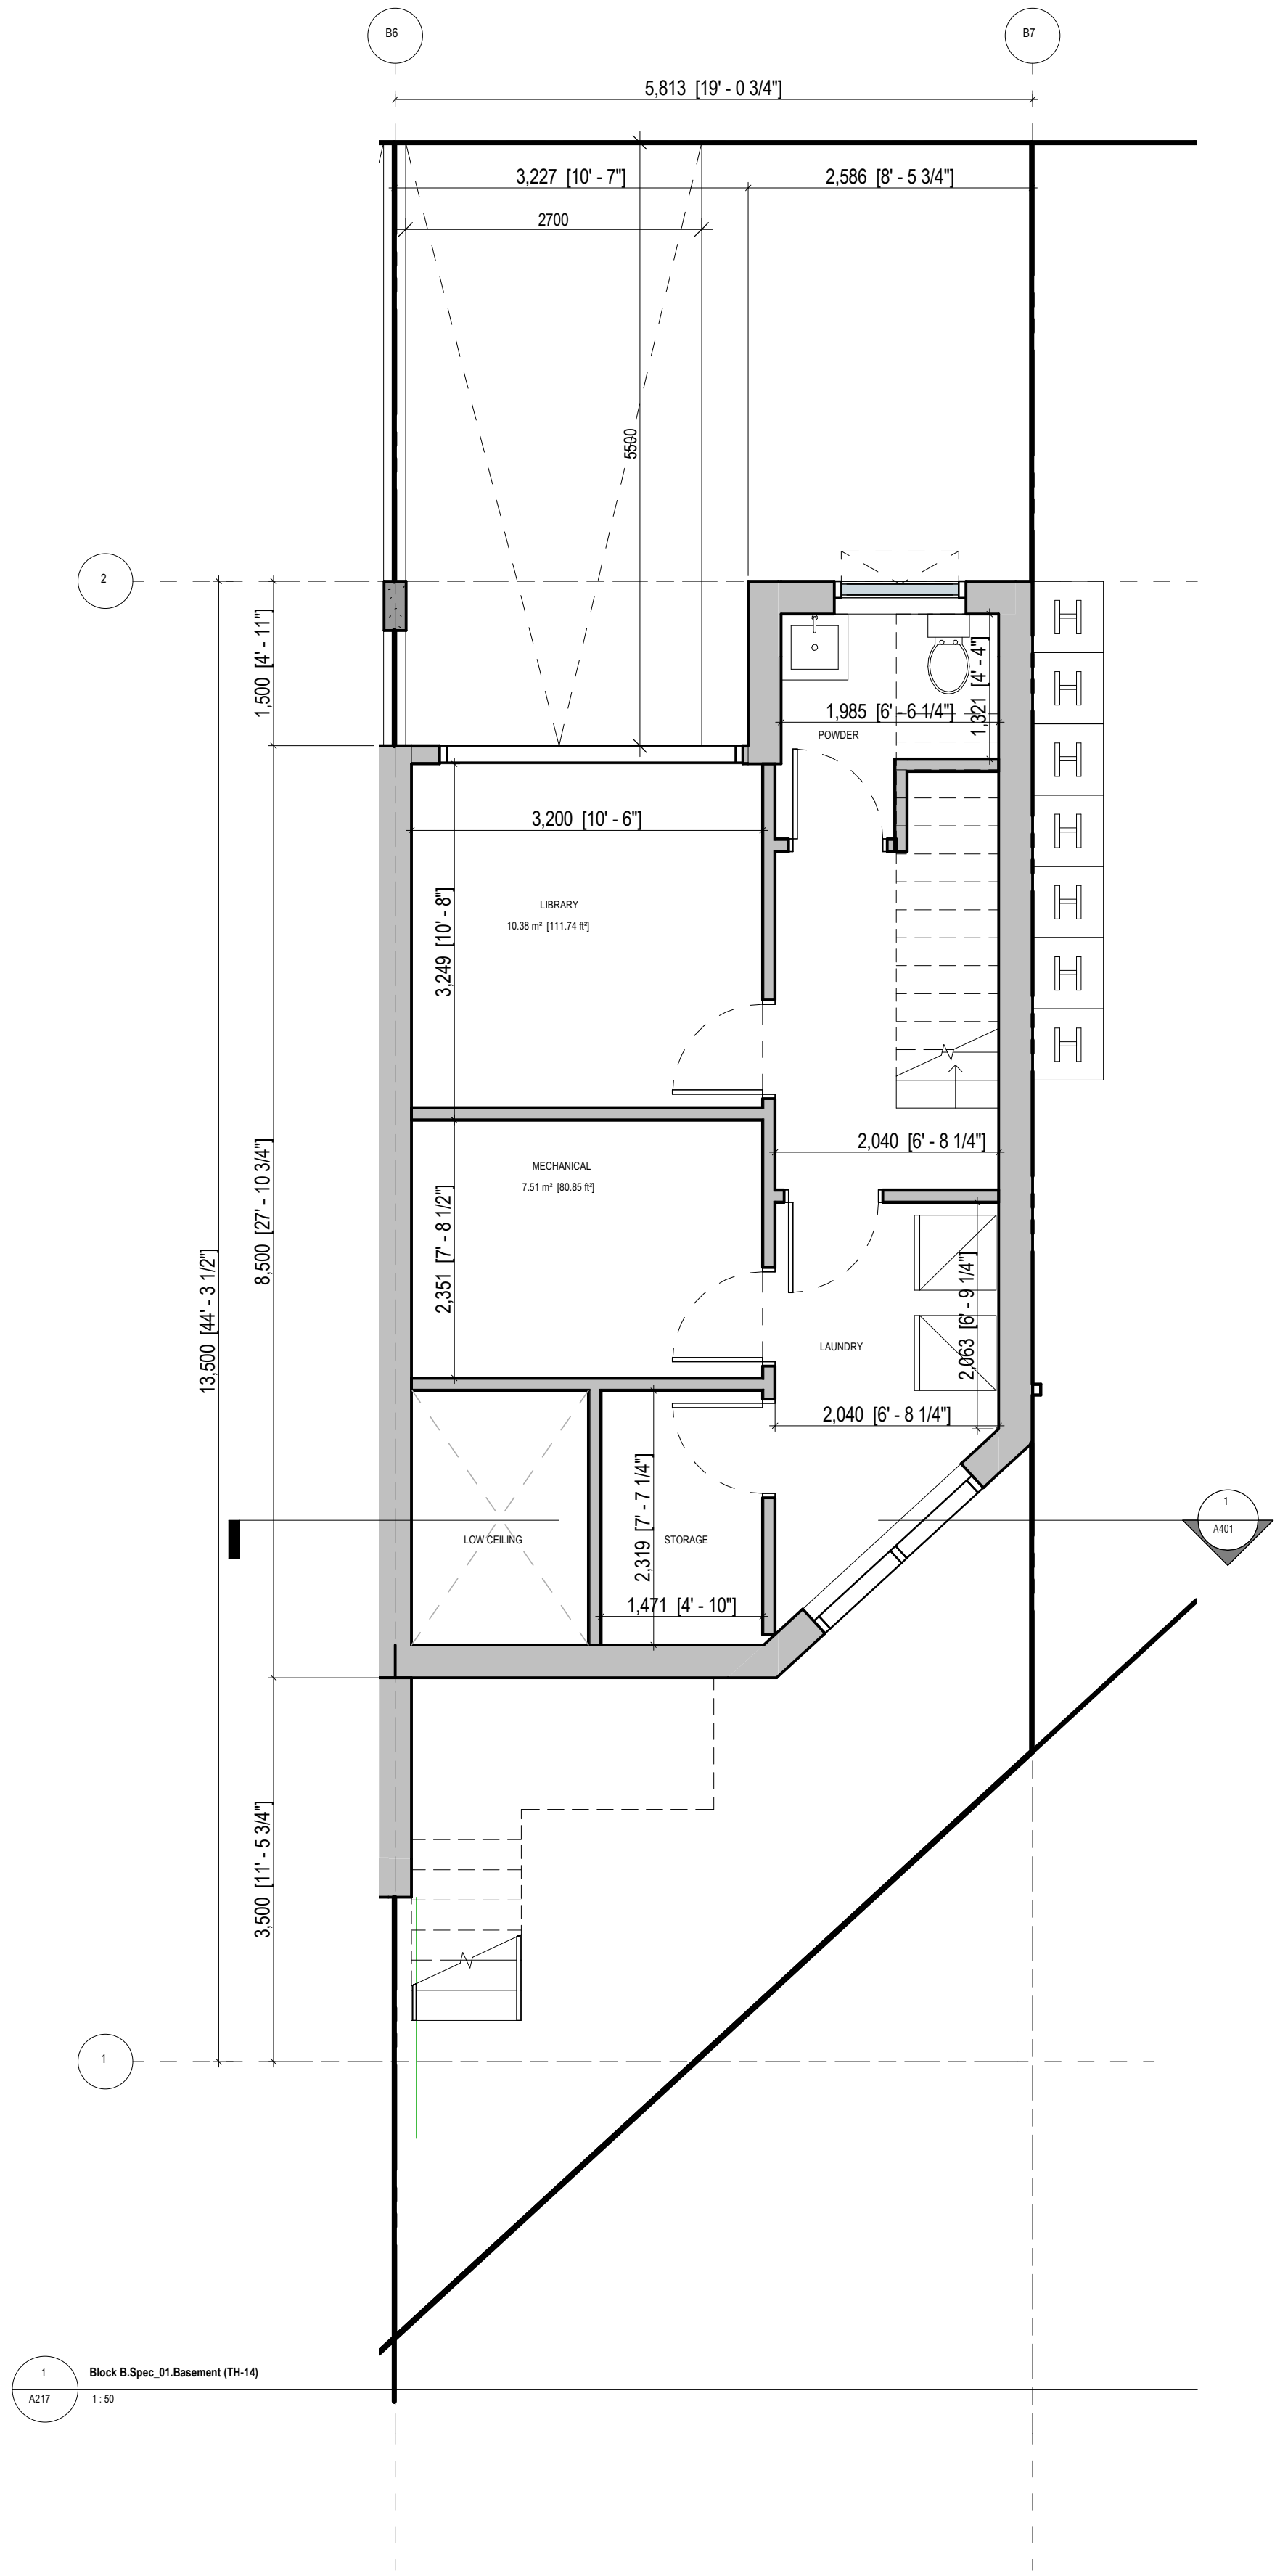 B6
B7
5,813 [19' - 0 3/4"]
3,227 [10' - 7"]
2,586 [8' - 5 3/4"]
2700
5500
2
1,500 [4' - 11"]
1,321 [4' - 4"]
1,985 [6' - 6 1/4"]
POWDER
3,200 [10' - 6"]
LIBRARY
10.38 m² [111.74 ft²]
3,249 [10' - 8"]
2,040 [6' - 8 1/4"]
MECHANICAL
7.51 m² [80.85 ft²]
8,500 [27' - 10 3/4"]
2,351 [7' - 8 1/2"]
13,500 [44' - 3 1/2"]
2,063 [6' - 9 1/4"]
LAUNDRY
2,040 [6' - 8 1/4"]
2,319 [7' - 7 1/4"]
1
A401
LOW CEILING
STORAGE
1,471 [4' - 10"]
3,500 [11' - 5 3/4"]
1
1
Block B.Spec_01.Basement (TH-14)
A217
1 : 50